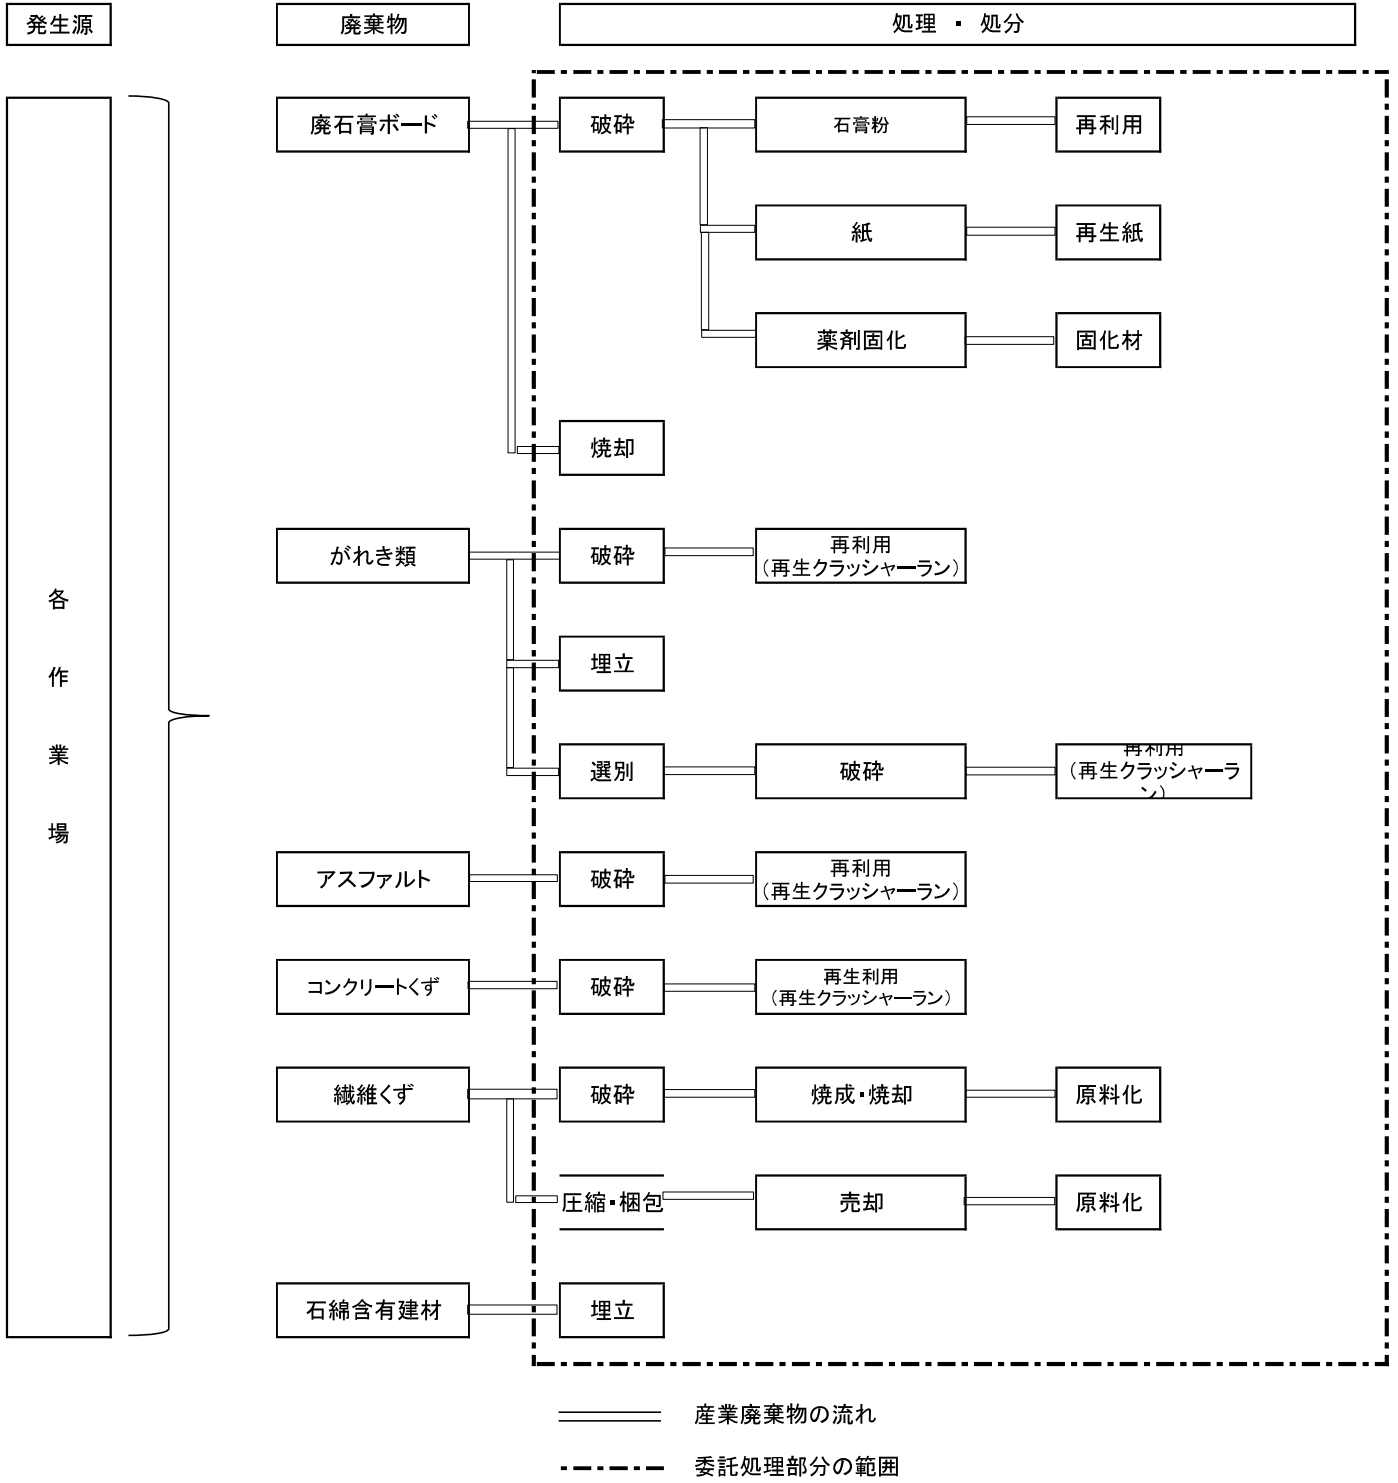 発生源
廃棄物
処理 ・ 処分
各
作
業
場
廃石膏ボード
破砕
石膏粉
再利用
紙
再生紙
薬剤固化
固化材
焼却
がれき類
破砕
再利用
(再生クラッシャーラン)
埋立
選別
破砕
再利用
(再生クラッシャーラ
ン)
アスファルト
破砕
再利用
(再生クラッシャーラン)
コンクリートくず
破砕
再生利用
(再生クラッシャーラン)
繊維くず
破砕
焼成・焼却
原料化
圧縮・梱包
売却
原料化
石綿含有建材
埋立
産業廃棄物の流れ
委託処理部分の範囲